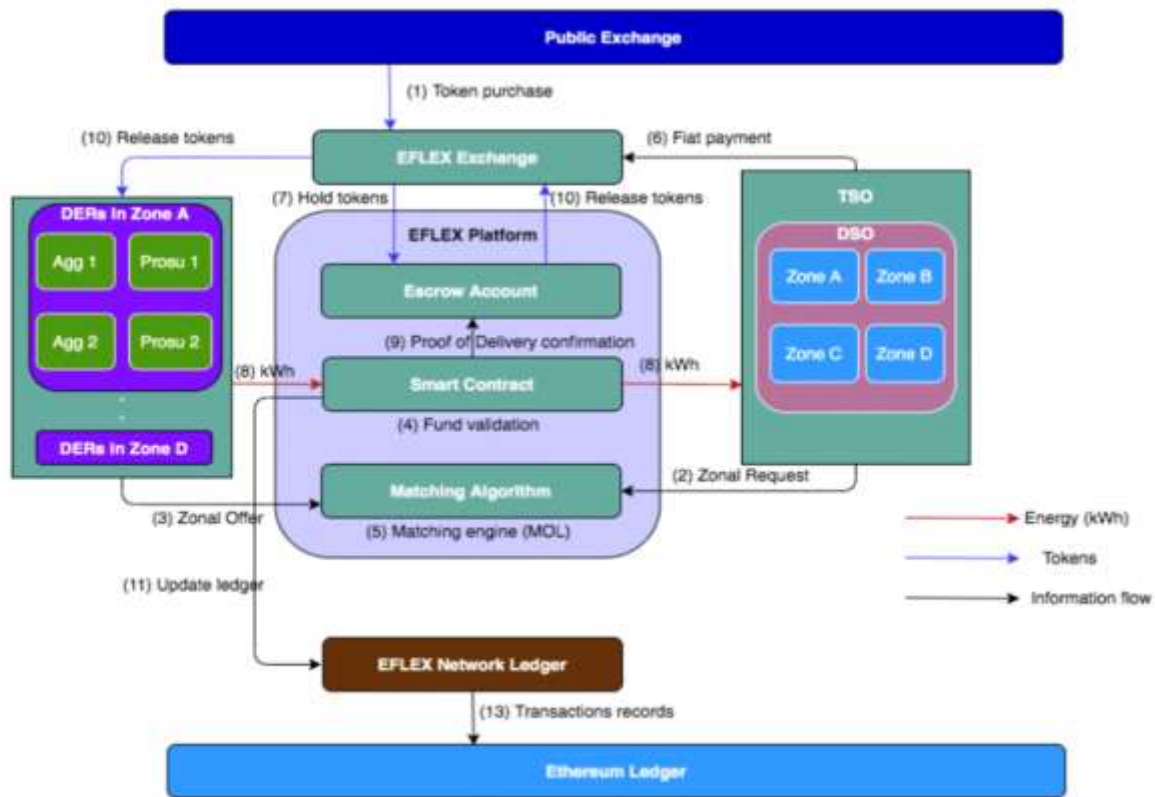 Public Exchange
(1) Token purchase
(10) Release tokens
(6) Fiat payment
EFLEX Exchange
(7) Hold tokens
(10) Release tokens
TSO
DERs In Zone A
EFLEX Platform
DSO
Agg 1
Prosu 1
Zone A
Zone B
Escrow Account
Agg 2
Prosu 2
(9) Proof of Delivery confirmation
Zone C
Zone D
(8) kWh
(8) kWh
Smart Contract
(4) Fund validation
DERs In Zone D
(2) Zonal Request
Matching Algorithm
(3) Zonal Offer
(5) Matching engine (MOL)
Energy (kWh)
Tokens
(11) Update ledger
Information flow
EFLEX Network Ledger
(13) Transactions records
Ethereum Ledger